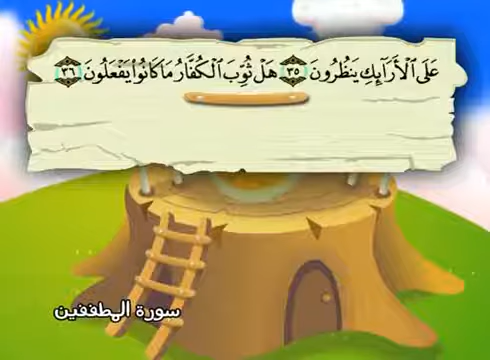 عَلَى ٱلْأَرَآئِكِ يَنظُرُونَ ٣٥ هَلْ ثُوِّبَ ٱلْكُفَّارُ مَا كَانُوا۟ يَفْعَلُونَ ٣٦
سورة المطففين